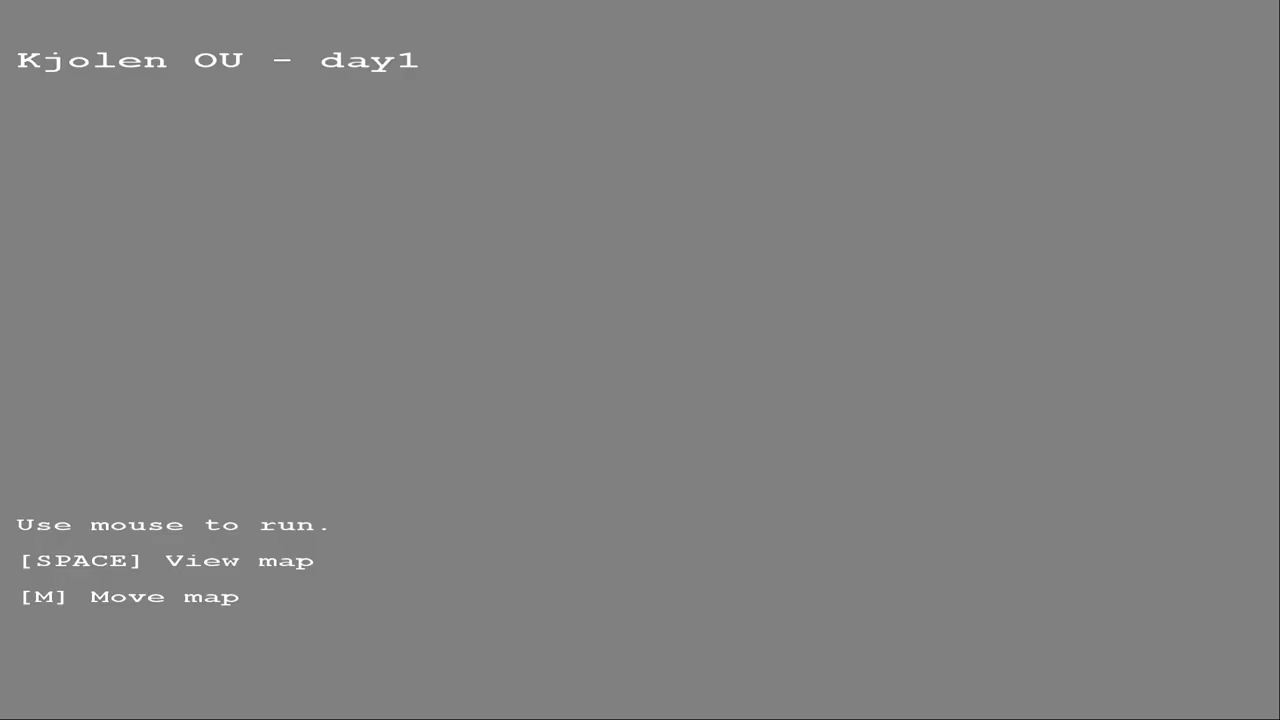 Kjolen OU - day1
Use mouse to run.
[SPACE] View map
[M] Move map